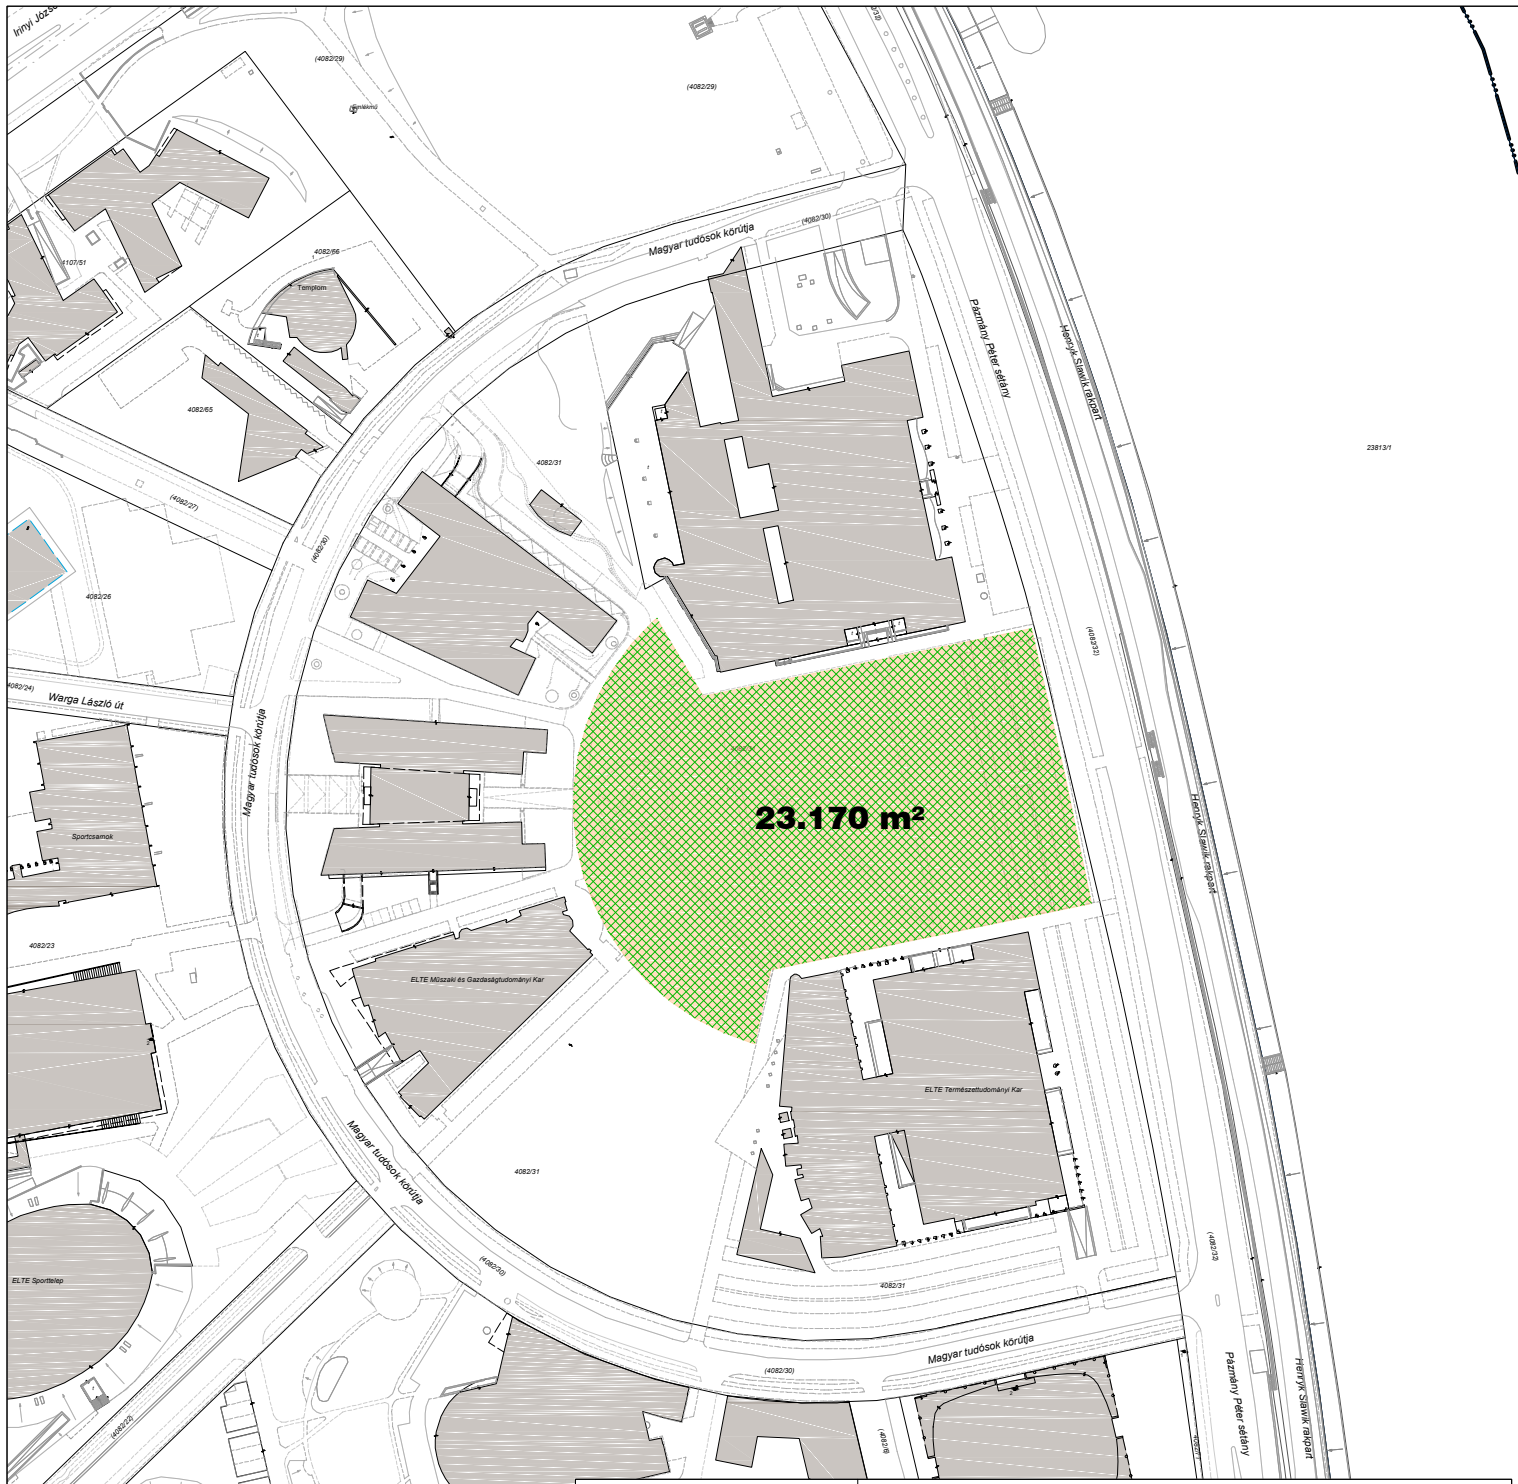 Irinyi Józse
(4082/29)
Emlékmű
(4082/29)
(4082/30)
Magyar tudósok körútja
4107/51
4082/66
Templom
Pázmány Péter sétány
Henryk Slawik rakpart
4082/65
23813/1
4082/31
(4082/27)
(4082/30)
4082/26
(4082/32)
4082/24)
Warga László út
Magyar tudósok körútja
4082/31
23.170 m²
Henryk Slawik rakpart
Sportcsarnok
4082/23
ELTE Műszaki és Gazdaságtudományi Kar
ELTE Természettudományi Kar
Magyar tudósok körútja
4082/31
ELTE Sporttelep
(4082/30)
(4082/32)
4082/31
Magyar tudósok körútja
(4082/30)
Pázmány Péter sétány
Henryk Slawik rakpart
(4082/22)
(4082/6)